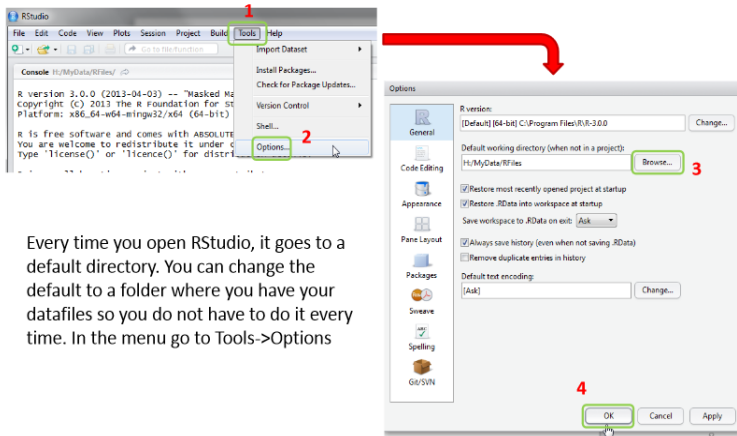 1
RStudio
File Edit Code View Plots Session Project Build Tools Help
Go to file/function
Import Dataset
Install Packages...
Check for Package Updates...
Version Control
Shell...
Options... 2
Console H:/MyData/RFiles/
R version 3.0.0 (2013-04-03) -- "Masked Ma
Copyright (C) 2013 The R Foundation for St
Platform: x86_64-w64-mingw32/x64 (64-bit)
R is free software and comes with ABSOLUTE
You are welcome to redistribute it under
Type 'license()' or 'licence()' for distri
Every time you open RStudio, it goes to a
default directory. You can change the
default to a folder where you have your
datafiles so you do not have to do it every
time. In the menu go to Tools->Options
Options
General
Code Editing
Appearance
Pane Layout
Packages
Sweave
ABC
Spelling
Git/SVN
R version:
[Default] [64-bit] C:\Program Files\R\R-3.0.0 Change...
Default working directory (when not in a project):
H:/MyData/RFiles Browse... 3
Restore most recently opened project at startup
Restore .RData into workspace at startup
Save workspace to .RData on exit: Ask
Always save history (even when not saving .RData)
Remove duplicate entries in history
Default text encoding:
[Ask] Change...
4
OK Cancel Apply